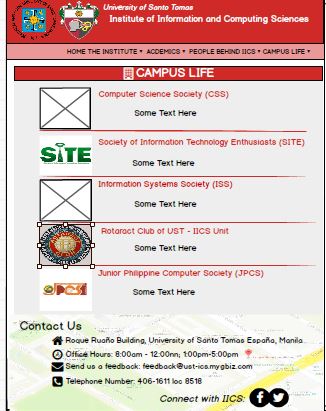 University of Santo Tomas
Institute of Information and Computing Sciences
HOME THE INSTITUTE ▾ ACDEMICS ▾ PEOPLE BEHIND IICS ▾ CAMPUS LIFE ▾
CAMPUS LIFE
Computer Science Society (CSS)
Some Text Here
SITE
Society of Information Technology Enthusiasts (SITE)
Some Text Here
Information Systems Society (ISS)
Some Text Here
Rotaract Club of UST - IICS Unit
Some Text Here
JPCS
Junior Philippine Computer Society (JPCS)
Some Text Here
Contact Us
Roque Ruaño Building, University of Santo Tomas España, Manila
Office Hours: 8:00am - 12:00nn; 1:00pm-5:00pm
Send us a feedback: feedback@ust-ics.mygbiz.com
Telephone Number: 406-1611 loc 8518
Connect with IICS: